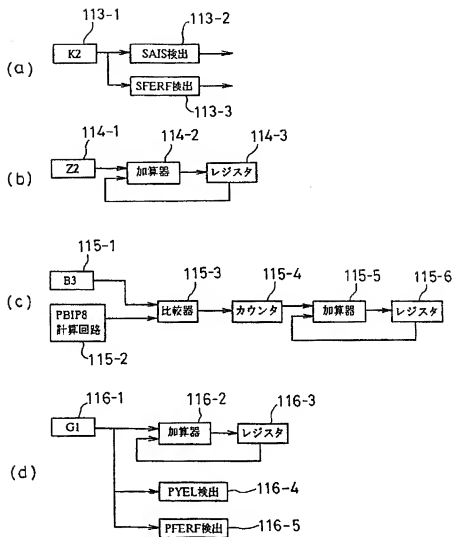 113-1
113-2
K2
SAIS検出
(a)
SFERF検出
113-3
114-1
114-2
114-3
Z2
加算器
レジスタ
(b)
115-1
B3
115-3
115-4
115-5
115-6
(c)
比較器
カウンタ
加算器
レジスタ
PBIP8
計算回路
115-2
116-1
116-2
116-3
G1
加算器
レジスタ
(d)
PYEL検出
116-4
PFERF検出
116-5